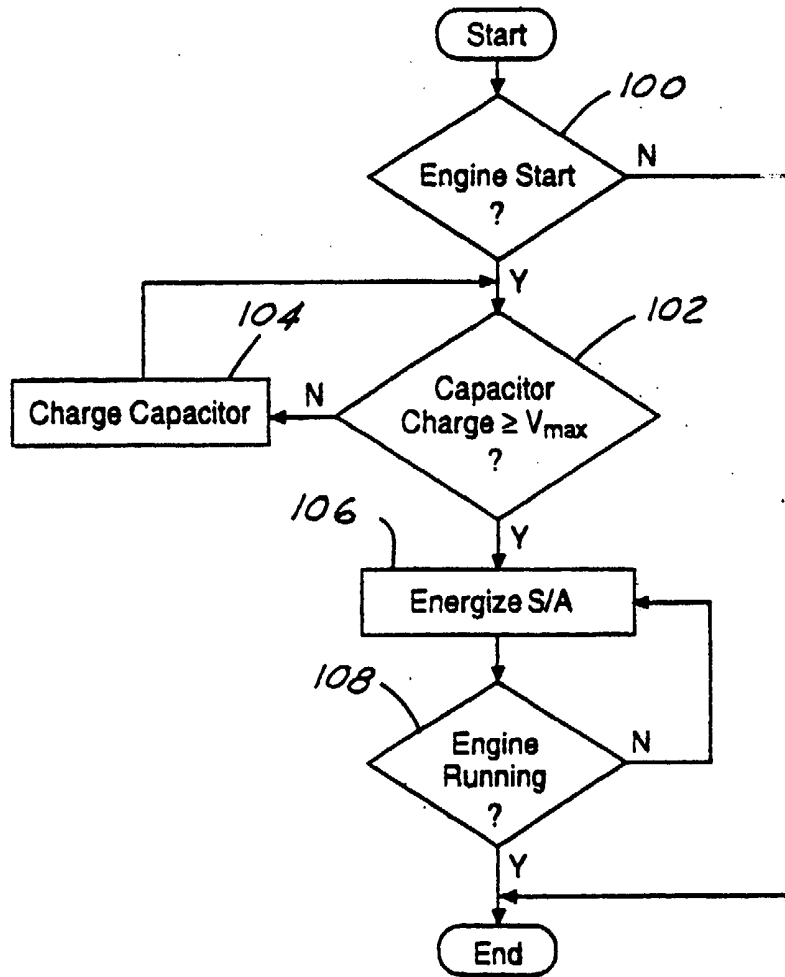 Start
100
Engine Start
?
N
Y
104
102
Charge Capacitor
N
Capacitor
Charge ≥ Vmax
?
106
Y
Energize S/A
108
Engine
Running
?
N
Y
End